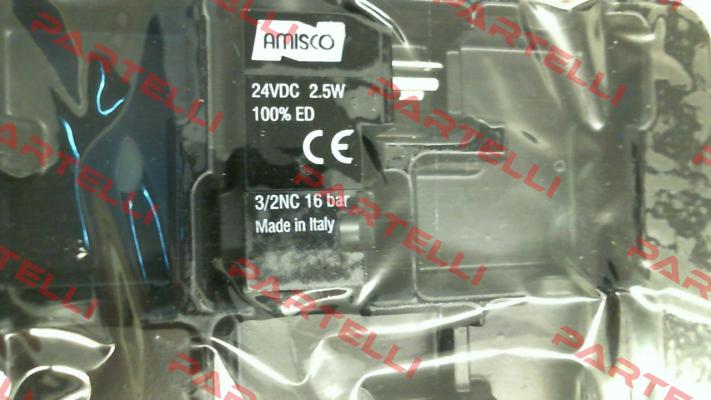 AMISCO
24VDC 2.5W
100% ED
CE
3/2NC 16 bar
Made in Italy
PARTELLI
PARTELLI
PARTELLI
PARTELLI
PARTELLI
PARTELLI
PARTELLI
PARTELLI